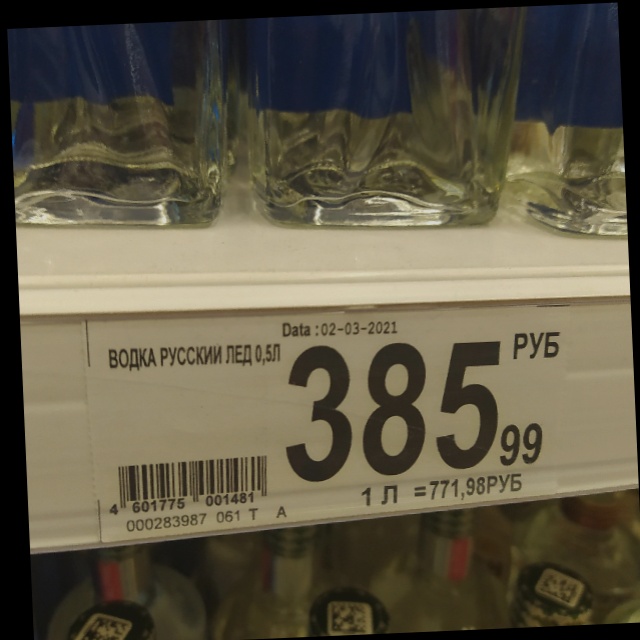 Data :02-03-2021
ВОДКА РУССКИЙ ЛЕД 0,5Л
385 99 РУБ
4 601775 001481
1 Л =771,98РУБ
000283987 061 Т А